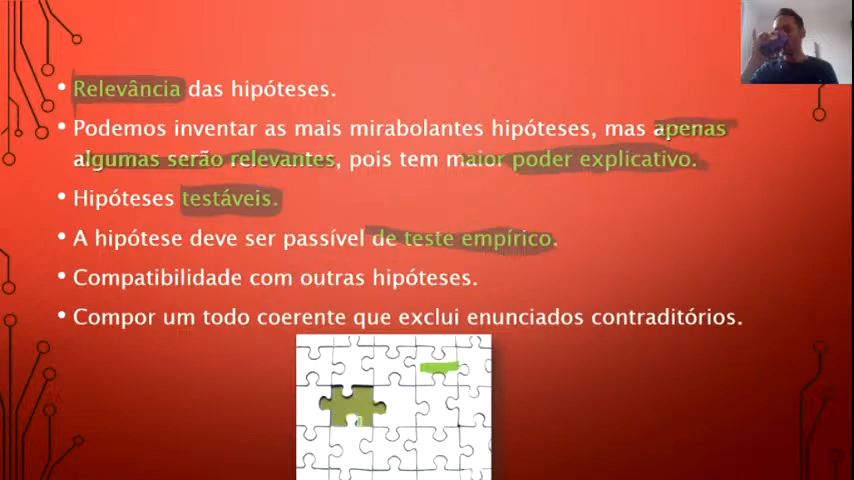 Relevância das hipóteses.
Podemos inventar as mais mirabolantes hipóteses, mas apenas
algumas serão relevantes, pois tem maior poder explicativo.
Hipóteses testáveis.
A hipótese deve ser passível de teste empírico.
Compatibilidade com outras hipóteses.
Compor um todo coerente que exclui enunciados contraditórios.